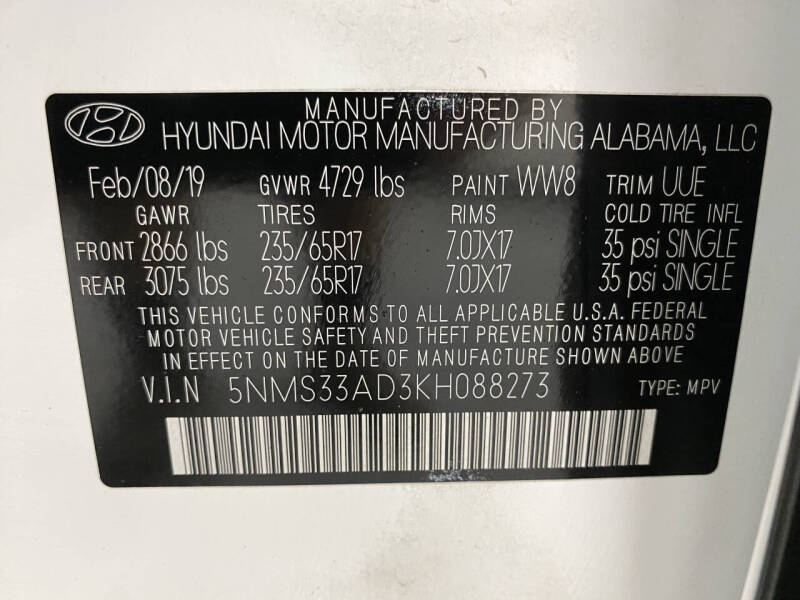 MANUFACTURED BY
HYUNDAI MOTOR MANUFACTURING ALABAMA, LLC
Feb/08/19 GVWR 4729 lbs PAINT WW8 TRIM UUE
GAWR TIRES RIMS COLD TIRE INFL
FRONT 2866 lbs 235/65R17 7.0JX17 35 psi SINGLE
REAR 3075 lbs 235/65R17 7.0JX17 35 psi SINGLE
THIS VEHICLE CONFORMS TO ALL APPLICABLE U.S.A. FEDERAL
MOTOR VEHICLE SAFETY AND THEFT PREVENTION STANDARDS
IN EFFECT ON THE DATE OF MANUFACTURE SHOWN ABOVE
V.I.N 5NMS33AD3KH088273 TYPE: MPV